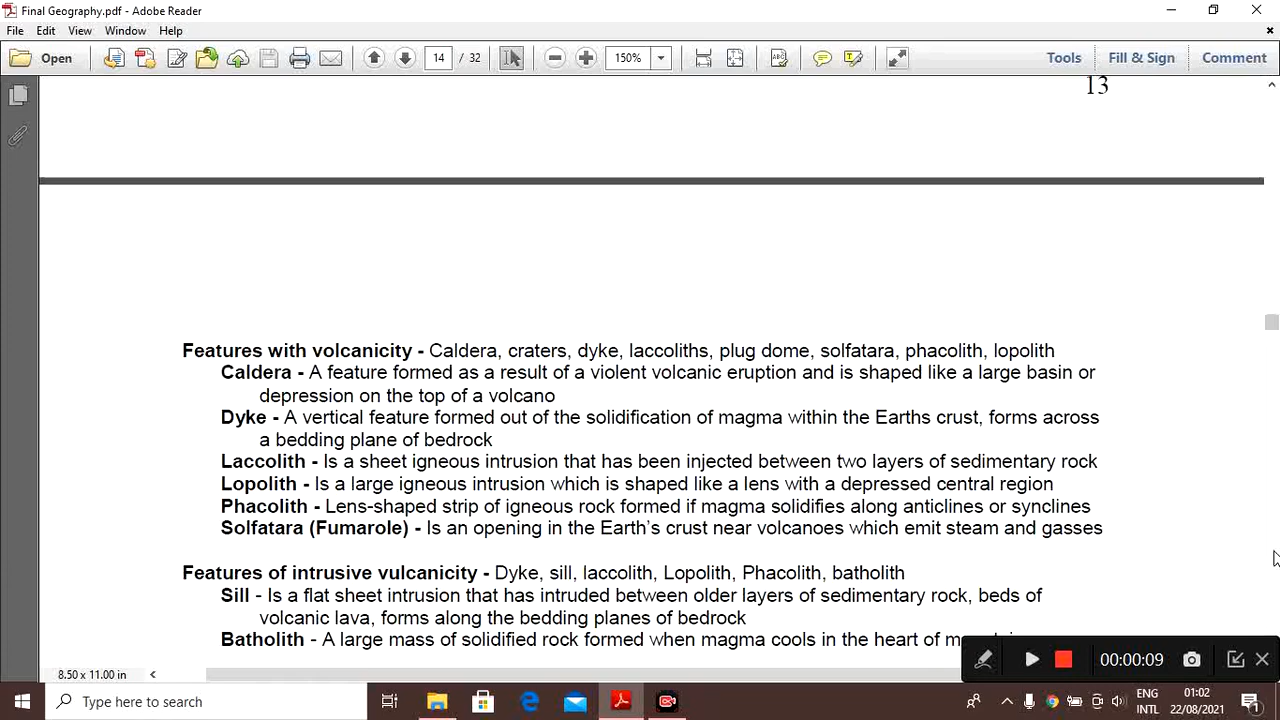 Final Geography.pdf - Adobe Reader
File Edit View Window Help
Open 14 / 32 150% Tools Fill & Sign Comment
13
Features with volcanicity - Caldera, craters, dyke, laccoliths, plug dome, solfatara, phacolith, lopolith
Caldera - A feature formed as a result of a violent volcanic eruption and is shaped like a large basin or
depression on the top of a volcano
Dyke - A vertical feature formed out of the solidification of magma within the Earths crust, forms across
a bedding plane of bedrock
Laccolith - Is a sheet igneous intrusion that has been injected between two layers of sedimentary rock
Lopolith - Is a large igneous intrusion which is shaped like a lens with a depressed central region
Phacolith - Lens-shaped strip of igneous rock formed if magma solidifies along anticlines or synclines
Solfatara (Fumarole) - Is an opening in the Earth's crust near volcanoes which emit steam and gasses
Features of intrusive vulcanicity - Dyke, sill, laccolith, Lopolith, Phacolith, batholith
Sill - Is a flat sheet intrusion that has intruded between older layers of sedimentary rock, beds of
volcanic lava, forms along the bedding planes of bedrock
Batholith - A large mass of solidified rock formed when magma cools in the heart of
00:00:09
8.50 x 11.00 in
Type here to search
ENG 01:02
INTL 22/08/2021 1